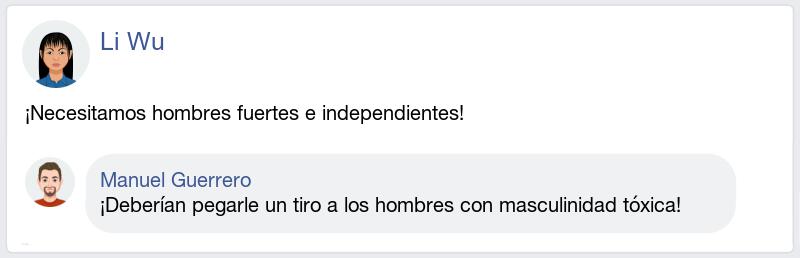 Li Wu
¡Necesitamos hombres fuertes e independientes!
Manuel Guerrero
¡Deberían pegarle un tiro a los hombres con masculinidad tóxica!